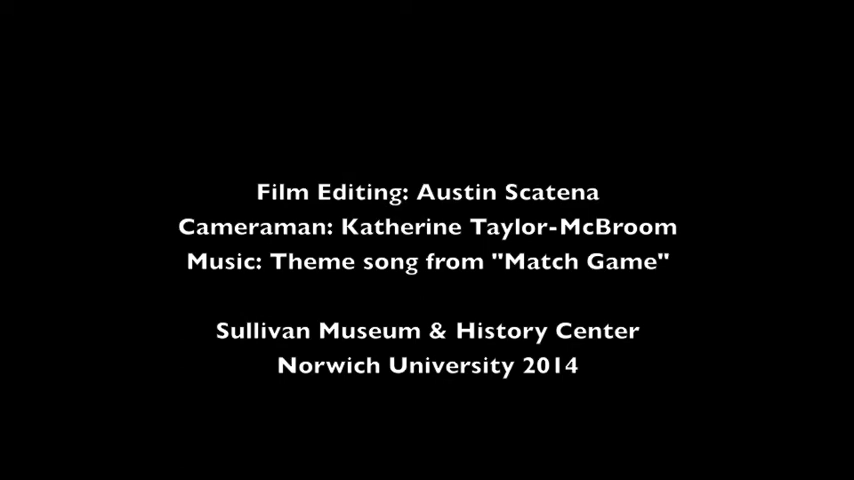 Film Editing: Austin Scatena
Cameraman: Katherine Taylor-McBroom
Music: Theme song from "Match Game"
Sullivan Museum & History Center
Norwich University 2014